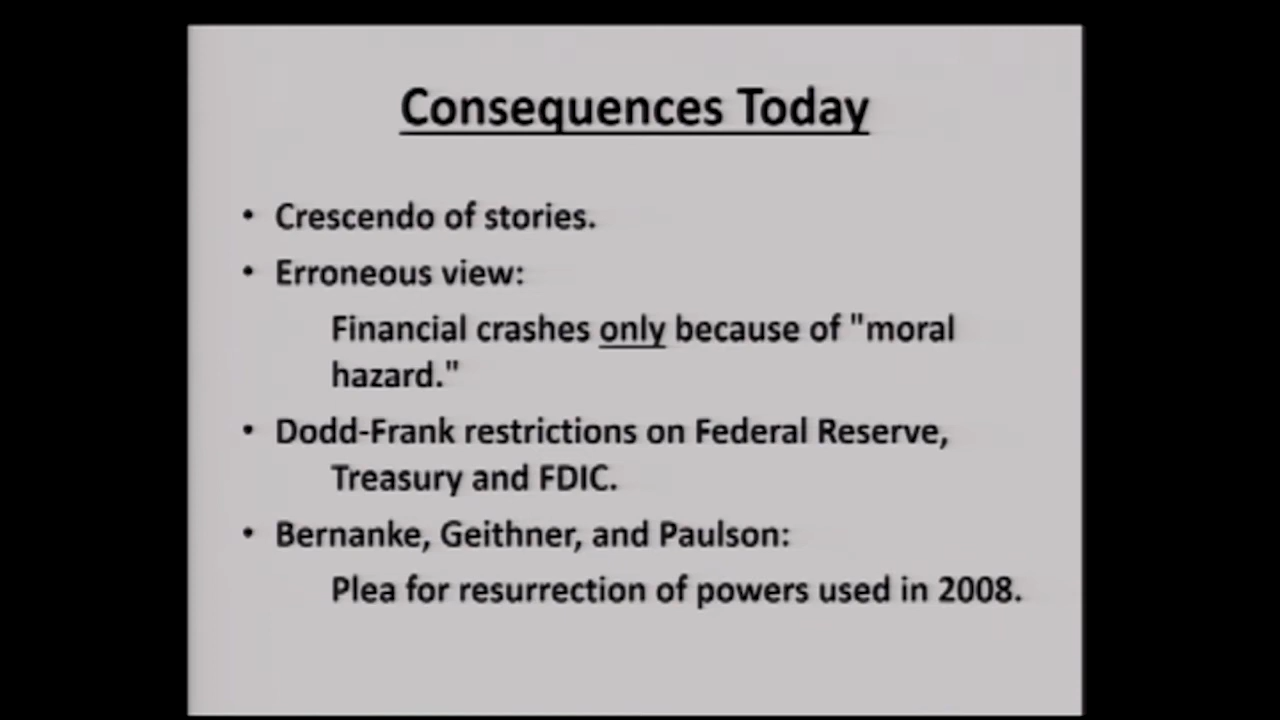 Consequences Today
• Crescendo of stories.
• Erroneous view:
Financial crashes only because of "moral
hazard."
• Dodd-Frank restrictions on Federal Reserve,
Treasury and FDIC.
• Bernanke, Geithner, and Paulson:
Plea for resurrection of powers used in 2008.